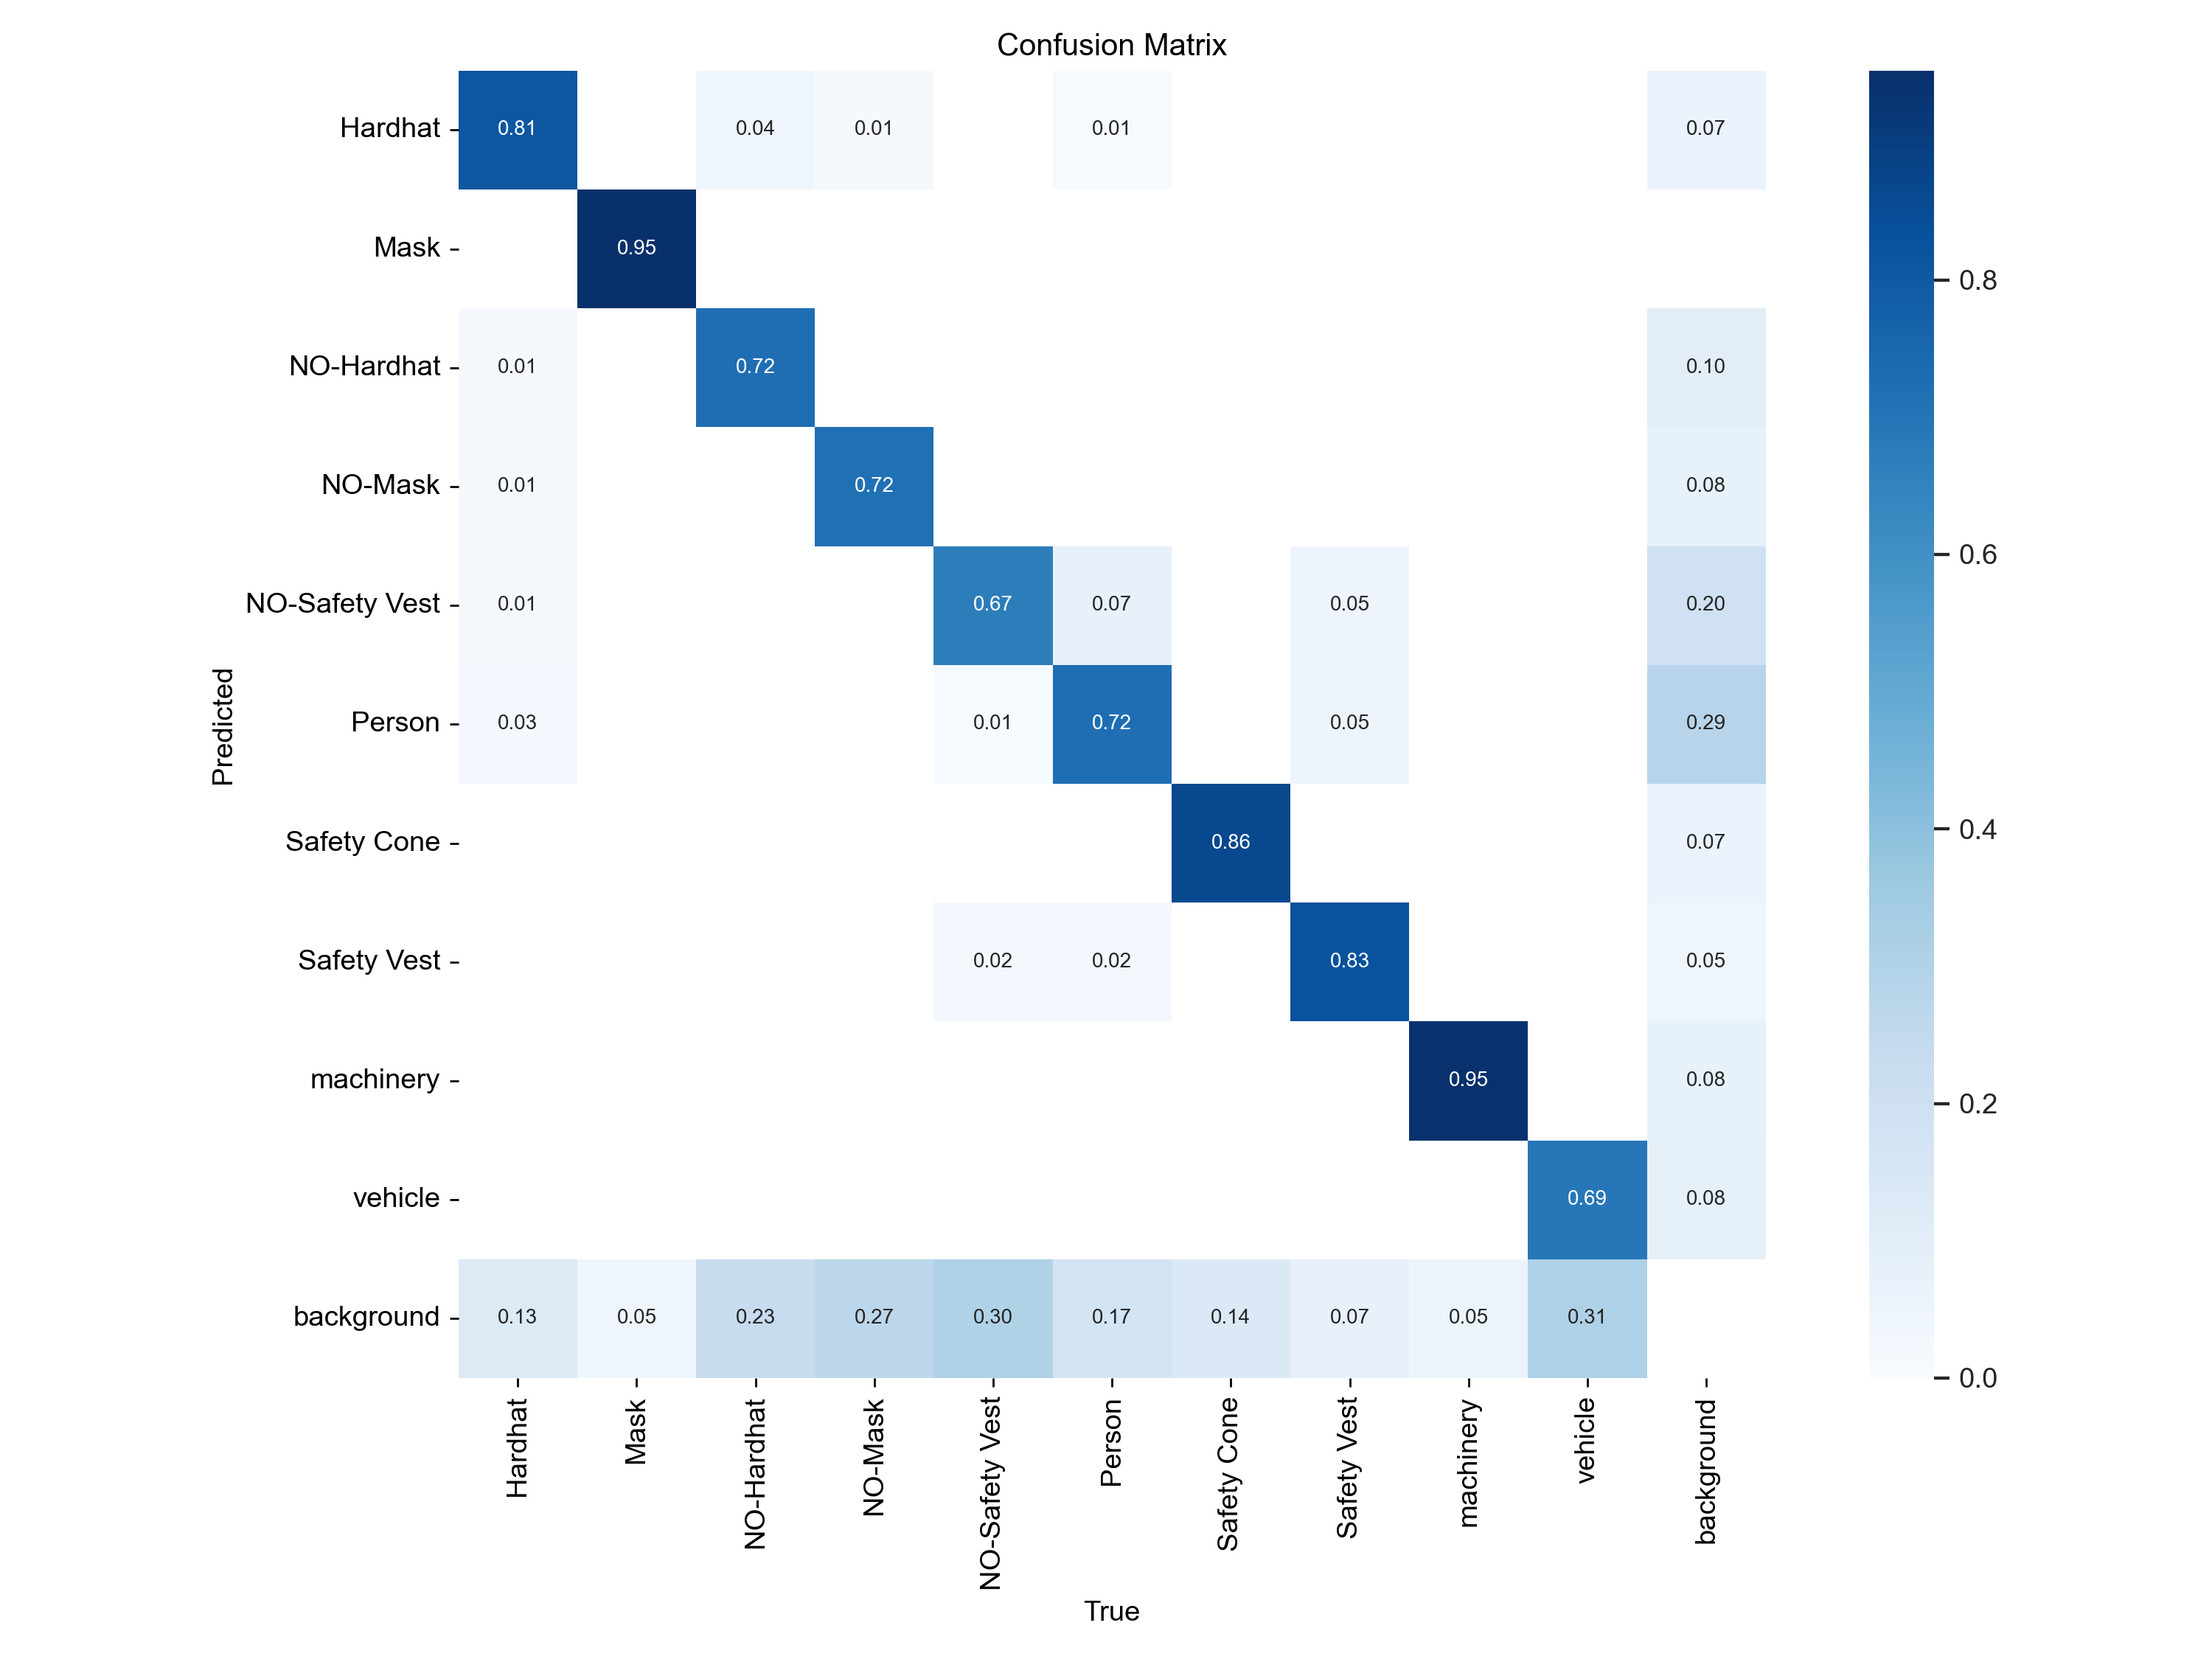 Confusion Matrix
Hardhat 0.81 0.04 0.01 0.01 0.07
Mask 0.95
NO-Hardhat 0.01 0.72 0.10
NO-Mask 0.01 0.72 0.08
NO-Safety Vest 0.01 0.67 0.07 0.05 0.20
Person 0.03 0.01 0.72 0.05 0.29
Safety Cone 0.86 0.07
Safety Vest 0.02 0.02 0.83 0.05
machinery 0.95 0.08
vehicle 0.69 0.08
background 0.13 0.05 0.23 0.27 0.30 0.17 0.14 0.07 0.05 0.31
Predicted
Hardhat
Mask
NO-Hardhat
NO-Mask
NO-Safety Vest
Person
Safety Cone
Safety Vest
machinery
vehicle
background
True
0.8
0.6
0.4
0.2
0.0